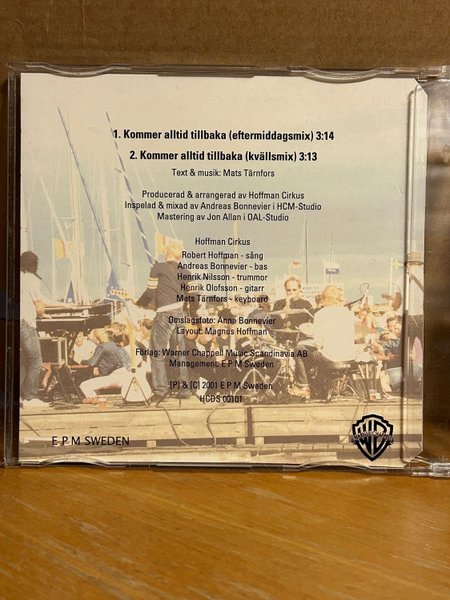 1. Kommer alltid tillbaka (eftermiddagsmix) 3:14
2. Kommer alltid tillbaka (kvällsmix) 3:13
Text & musik: Mats Tärnfors
Producerad & arrangerad av Hoffman Cirkus
Inspelad & mixad av Andreas Bonnevier i HCM-Studio
Mastering av Jon Allan i OAL-Studio
Hoffman Cirkus
Robert Hoffman - sång
Andreas Bonnevier - bas
Henrik Nilsson - trummor
Henrik Olofsson - gitarr
Mats Tärnfors - keyboard
Omslagsfoto: Anna Bonnevier
Layout: Magnus Hoffman
Förlag: Warner Chappell Music Scandinavia AB
Management: E P M Sweden
[P] & [C] 2001 E P M Sweden
HCDS 00101
E P M SWEDEN